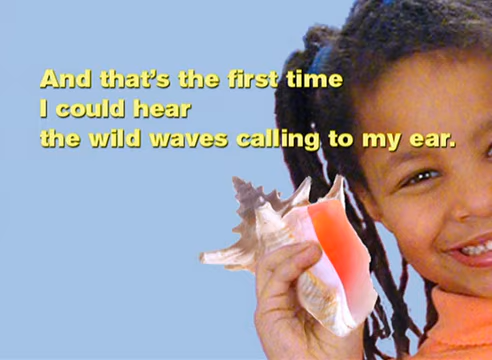 And that's the first time
I could hear
the wild waves calling to my ear.